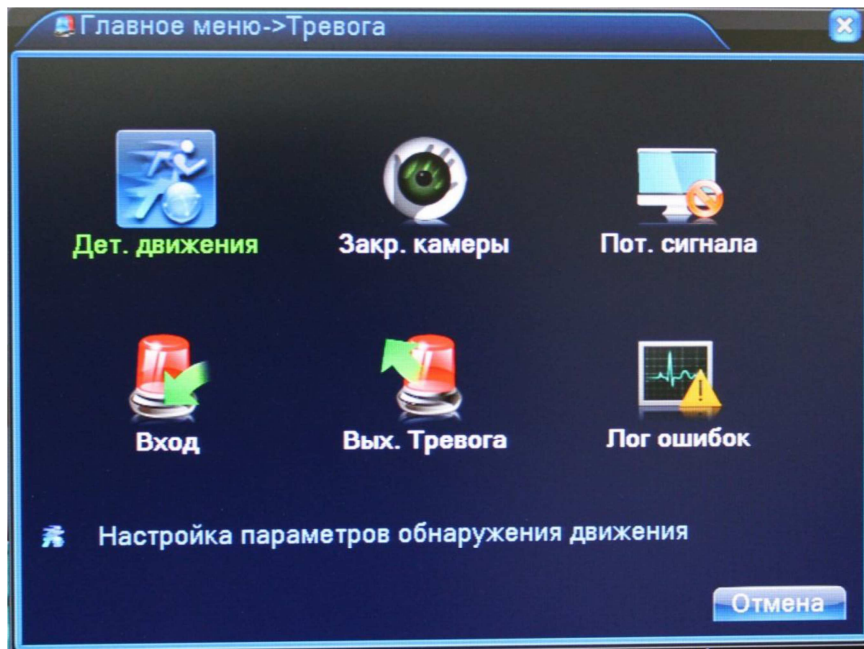 Главное меню->Тревога
Дет. движения
Закр. камеры
Пот. сигнала
Вход
Вых. Тревога
Лог ошибок
Настройка параметров обнаружения движения
Отмена